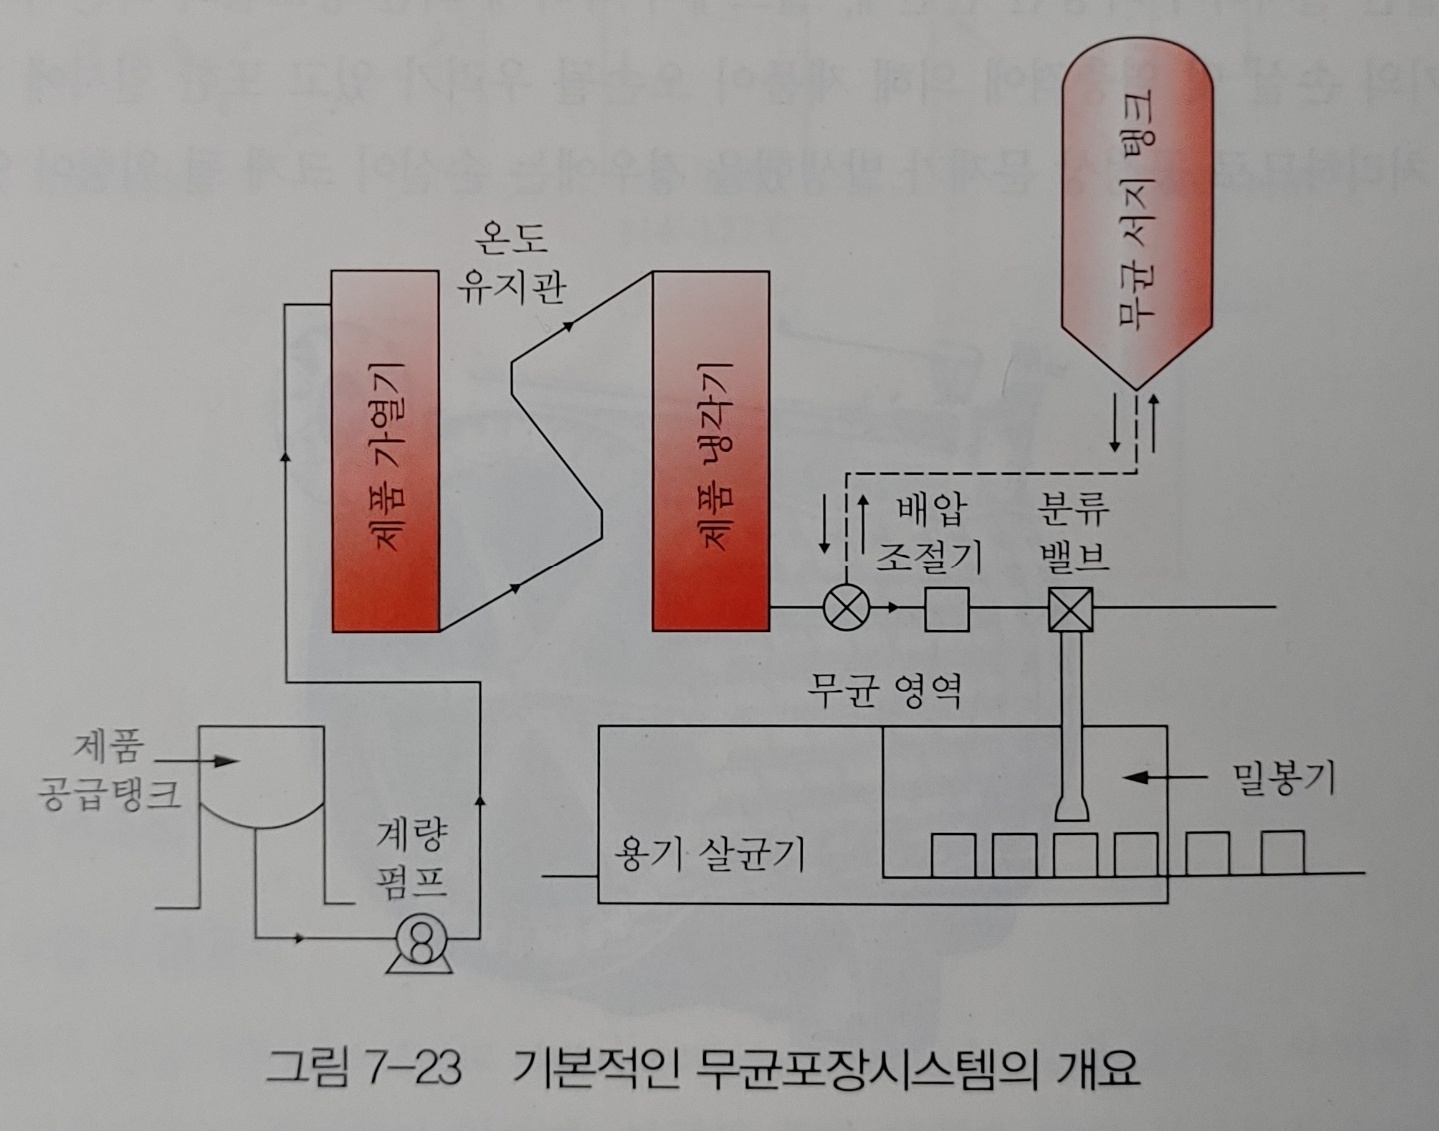 무균 서지 탱크
온도
유지관
제품 가열기
제품 냉각기
배압
조절기
분류
밸브
무균 영역
제품
공급탱크
계량
펌프
용기 살균기
밀봉기
그림 7-23 기본적인 무균포장시스템의 개요